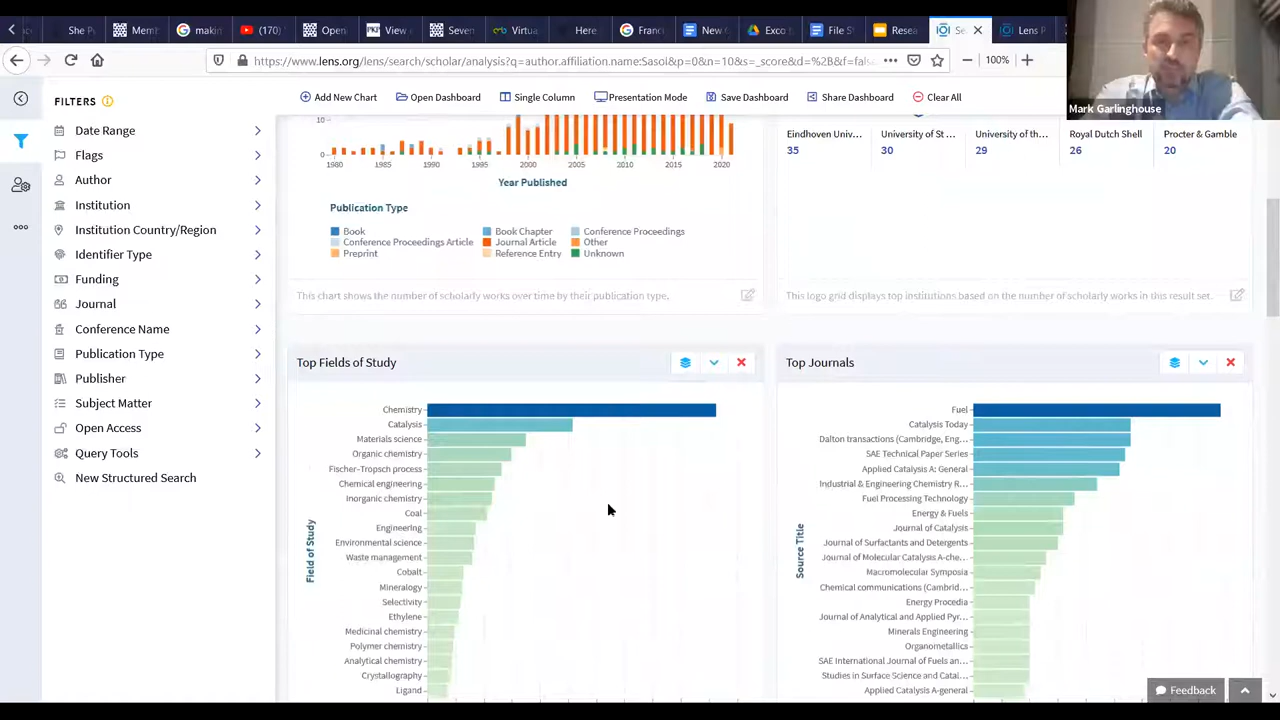 She P
Memb
makin
(170)
Open
View
Seven
Virtua
Here
Franci
New
Exco
File S
Resea
Se
Lens P
https://www.lens.org/lens/search/scholar/analysis?q=author.affiliation.name:Sasol&p=0&n=10&s=_score&d=%2B&f=fals
100%
Mark Garlinghouse
FILTERS
Add New Chart
Open Dashboard
Single Column
Presentation Mode
Save Dashboard
Share Dashboard
Clear All
Date Range
Flags
Author
Institution
Institution Country/Region
Identifier Type
Funding
Journal
Conference Name
Publication Type
Publisher
Subject Matter
Open Access
Query Tools
New Structured Search
10
0
1980 1985 1990 1995 2000 2005 2010 2015 2020
Year Published
Publication Type
Book Book Chapter Conference Proceedings
Conference Proceedings Article Journal Article Other
Preprint Reference Entry Unknown
This chart shows the number of scholarly works over time by their publication type.
Eindhoven Univ... University of St ... University of th... Royal Dutch Shell Procter & Gamble
35 30 29 26 20
This logo grid displays top institutions based on the number of scholarly works in this result set.
Top Fields of Study
Field of Study
Chemistry
Catalysis
Materials science
Organic chemistry
Fischer–Tropsch process
Chemical engineering
Inorganic chemistry
Coal
Engineering
Environmental science
Waste management
Cobalt
Mineralogy
Selectivity
Ethylene
Medicinal chemistry
Polymer chemistry
Analytical chemistry
Crystallography
Ligand
Top Journals
Source Title
Fuel
Catalysis Today
Dalton transactions (Cambridge, Eng...
SAE Technical Paper Series
Applied Catalysis A: General
Industrial & Engineering Chemistry R...
Fuel Processing Technology
Energy & Fuels
Journal of Catalysis
Journal of Surfactants and Detergents
Journal of Molecular Catalysis A-che...
Macromolecular Symposia
Chemical communications (Cambrid...
Energy Procedia
Journal of Analytical and Applied Pyr...
Minerals Engineering
Organometallics
SAE International Journal of Fuels an...
Studies in Surface Science and Catal...
Applied Catalysis A-general
Feedback